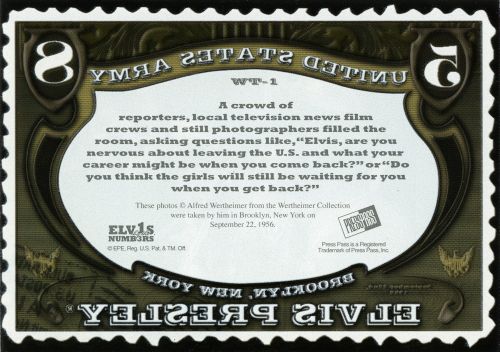 8
5
UNITED STATES ARMY
WT-1
A crowd of
reporters, local television news film
crews and still photographers filled the
room, asking questions like, "Elvis, are you
nervous about leaving the U.S. and what your
career might be when you come back?" or "Do
you think the girls will still be waiting for you
when you get back?"
These photos © Alfred Wertheimer from the Wertheimer Collection
were taken by him in Brooklyn, New York on
September 22, 1956.
ELV1S
NUMB3RS
© EPE, Reg. U.S. Pat. & TM. Off.
PRESS PASS
Press Pass is a Registered
Trademark of Press Pass, Inc.
BROOKLYN, NEW YORK
ELVIS PRESLEY®